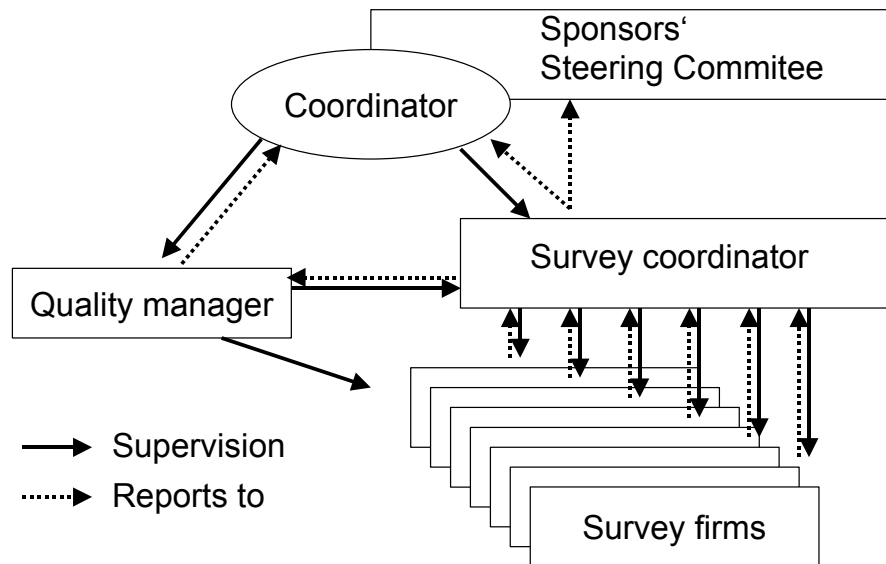 Sponsors‘
Steering Commitee
Coordinator
Survey coordinator
Quality manager
Supervision
Reports to
Survey firms